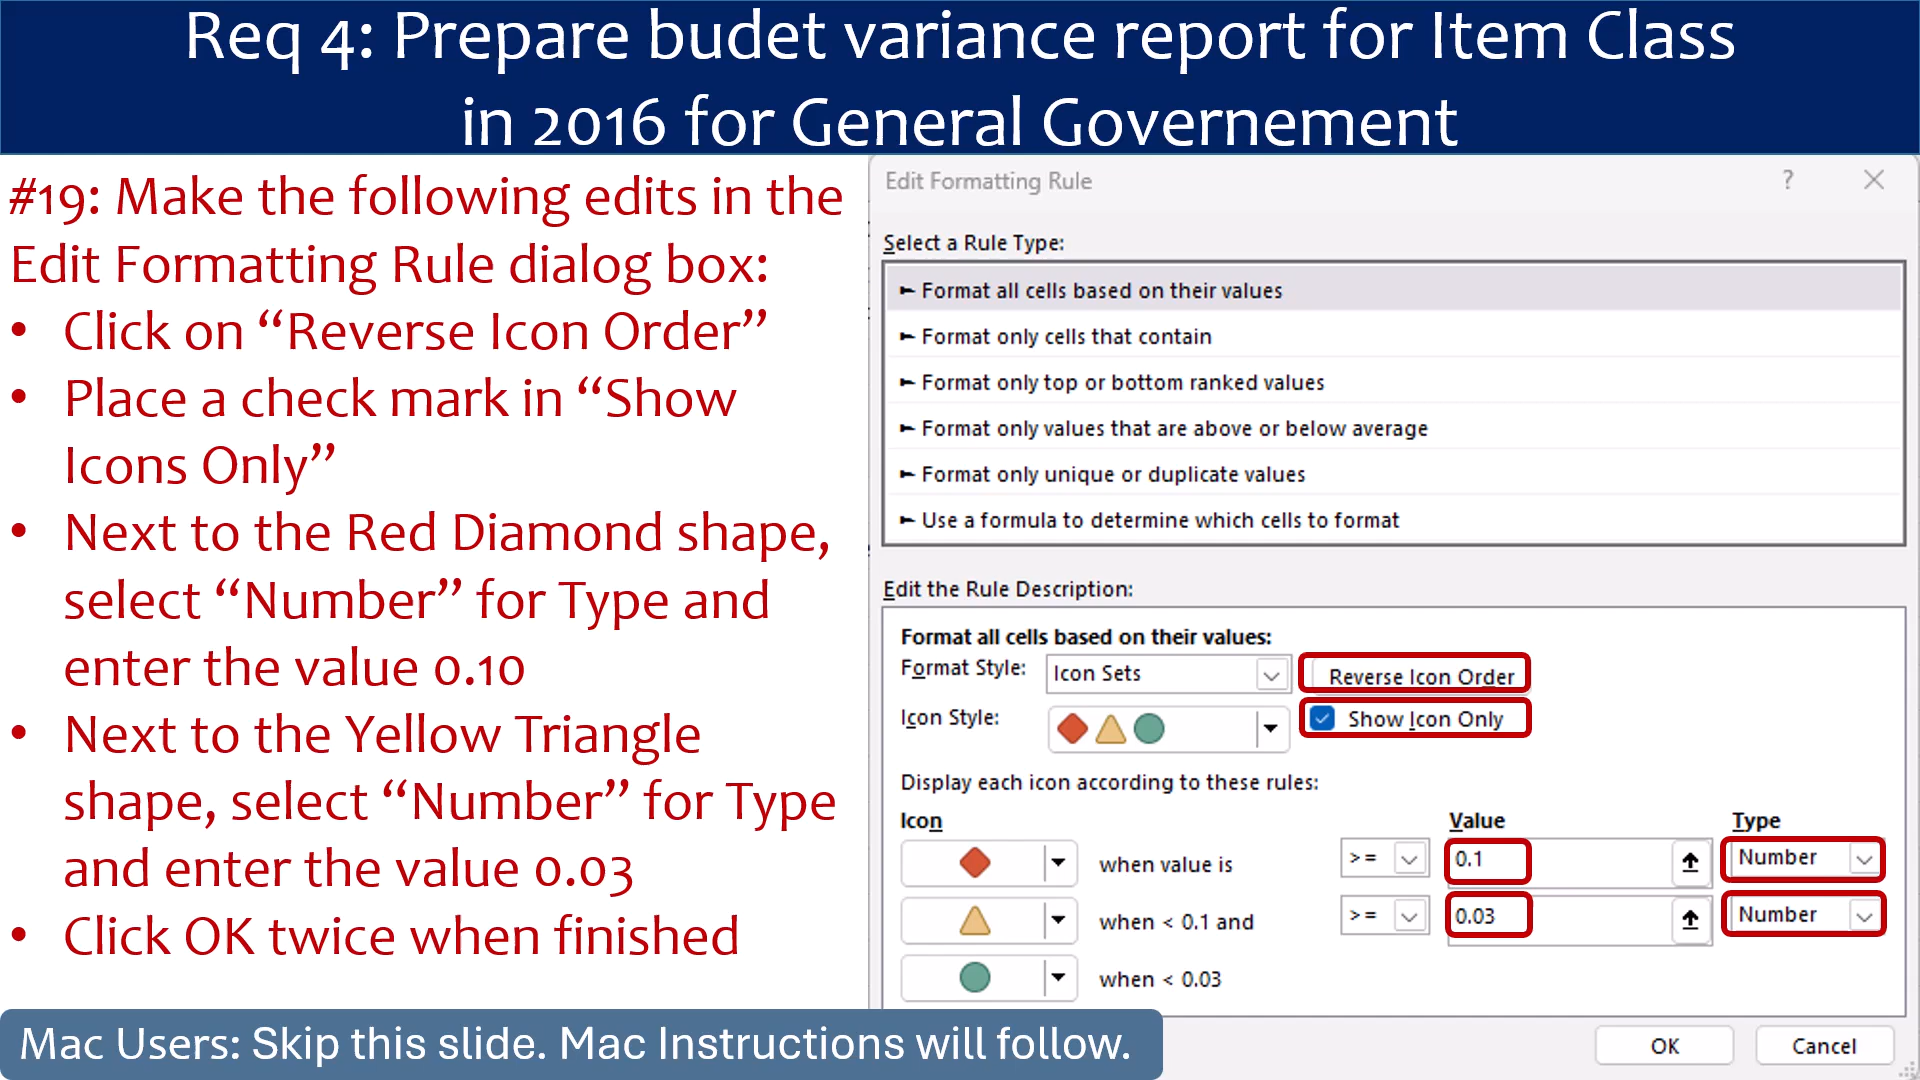 Req 4: Prepare budet variance report for Item Class
in 2016 for General Governement
#19: Make the following edits in the
Edit Formatting Rule dialog box:
• Click on “Reverse Icon Order”
• Place a check mark in “Show
Icons Only”
• Next to the Red Diamond shape,
select “Number” for Type and
enter the value 0.10
• Next to the Yellow Triangle
shape, select “Number” for Type
and enter the value 0.03
• Click OK twice when finished
Mac Users: Skip this slide. Mac Instructions will follow.
Edit Formatting Rule ?
Select a Rule Type:
► Format all cells based on their values
► Format only cells that contain
► Format only top or bottom ranked values
► Format only values that are above or below average
► Format only unique or duplicate values
► Use a formula to determine which cells to format
Edit the Rule Description:
Format all cells based on their values:
Format Style: Icon Sets Reverse Icon Order
Icon Style: Show Icon Only
Display each icon according to these rules:
Icon Value Type
when value is >= 0.1 Number
when < 0.1 and >= 0.03 Number
when < 0.03
OK Cancel